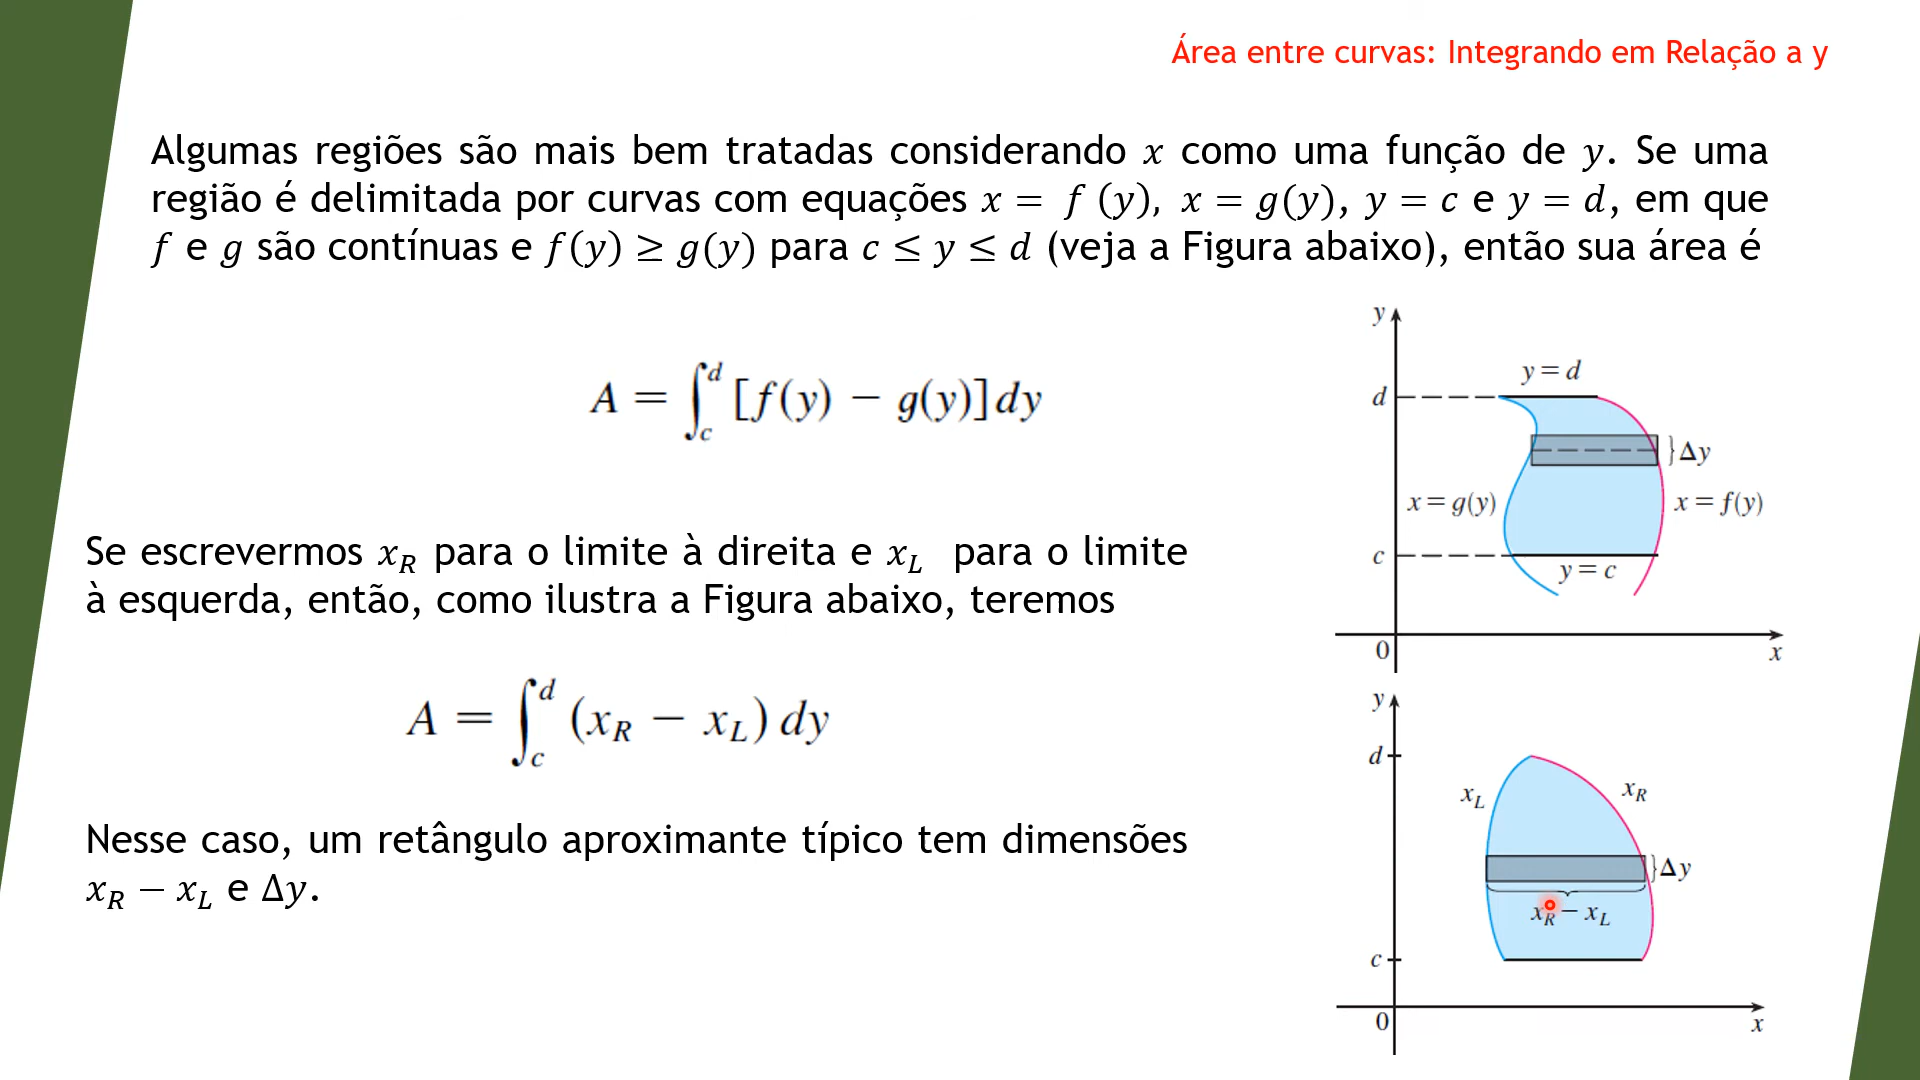 Área entre curvas: Integrando em Relação a y
Algumas regiões são mais bem tratadas considerando x como uma função de y. Se uma
região é delimitada por curvas com equações x = f (y), x = g(y), y = c e y = d, em que
f e g são contínuas e f(y) ≥ g(y) para c ≤ y ≤ d (veja a Figura abaixo), então sua área é
A = ∫_c^d [f(y) − g(y)] dy
y
y = d
d
Δy
x = g(y)
x = f(y)
c
y = c
0
x
Se escrevermos x_R para o limite à direita e x_L para o limite
à esquerda, então, como ilustra a Figura abaixo, teremos
A = ∫_c^d (x_R − x_L) dy
Nesse caso, um retângulo aproximante típico tem dimensões
x_R − x_L e Δy.
y
d
x_L
x_R
Δy
x_R − x_L
c
0
x